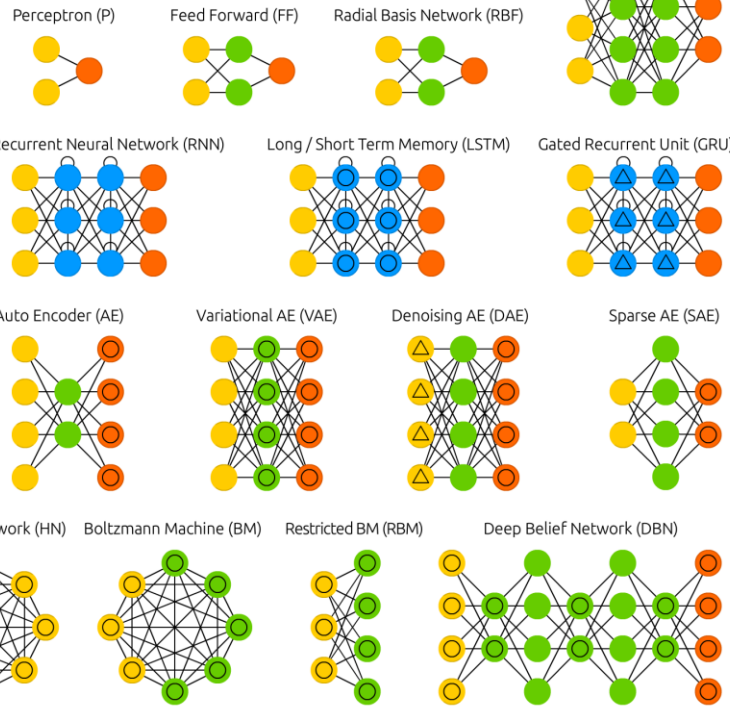 Perceptron (P)
Feed Forward (FF)
Radial Basis Network (RBF)
Neural Network (RNN)
Long / Short Term Memory (LSTM)
Gated Recurrent Unit (GRU)
Auto Encoder (AE)
Variational AE (VAE)
Denoising AE (DAE)
Sparse AE (SAE)
(HN)
Boltzmann Machine (BM)
Restricted BM (RBM)
Deep Belief Network (DBN)